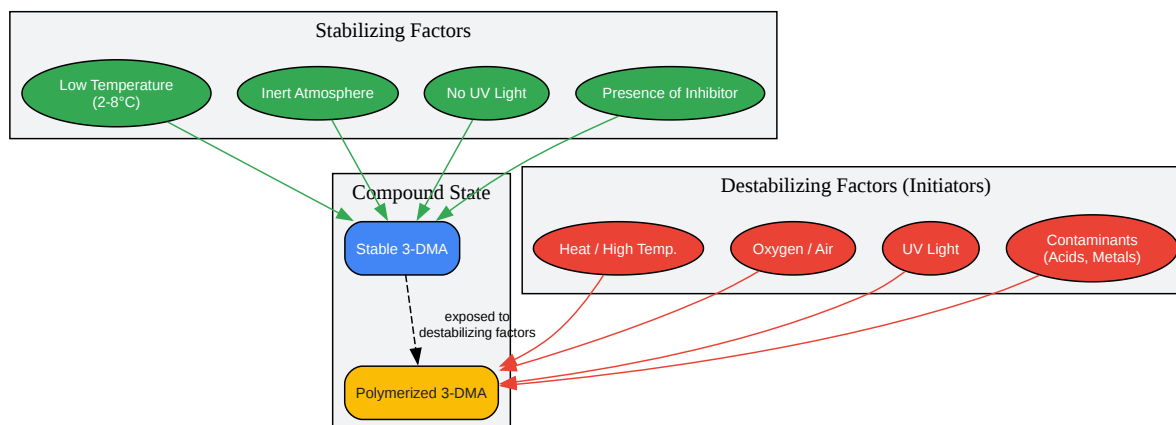 Stabilizing Factors
Low Temperature
(2-8°C)
Inert Atmosphere
No UV Light
Presence of Inhibitor
Compound State
Stable 3-DMA
exposed to
destabilizing factors
Polymerized 3-DMA
Destabilizing Factors (Initiators)
Heat / High Temp.
Oxygen / Air
UV Light
Contaminants
(Acids, Metals)